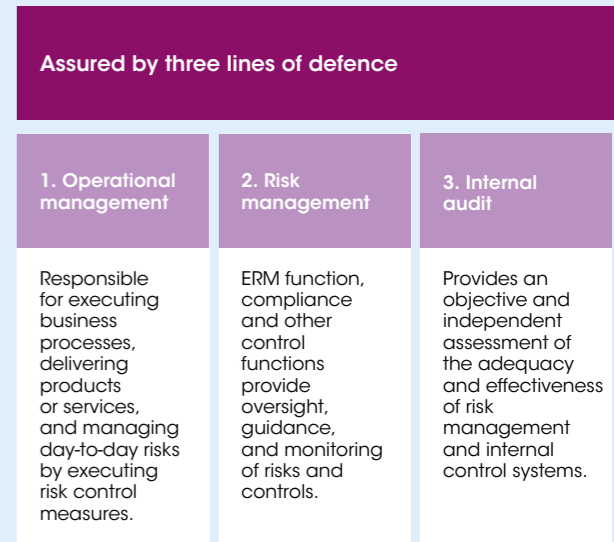 Assured by three lines of defence
1. Operational
management
Responsible
for executing
business
processes,
delivering
products
or services,
and managing
day-to-day risks
by executing
risk control
measures.
2. Risk
management
ERM function,
compliance
and other
control
functions
provide
oversight,
guidance,
and monitoring
of risks and
controls.
3. Internal
audit
Provides an
objective and
independent
assessment of
the adequacy
and effectiveness
of risk
management
and internal
control systems.